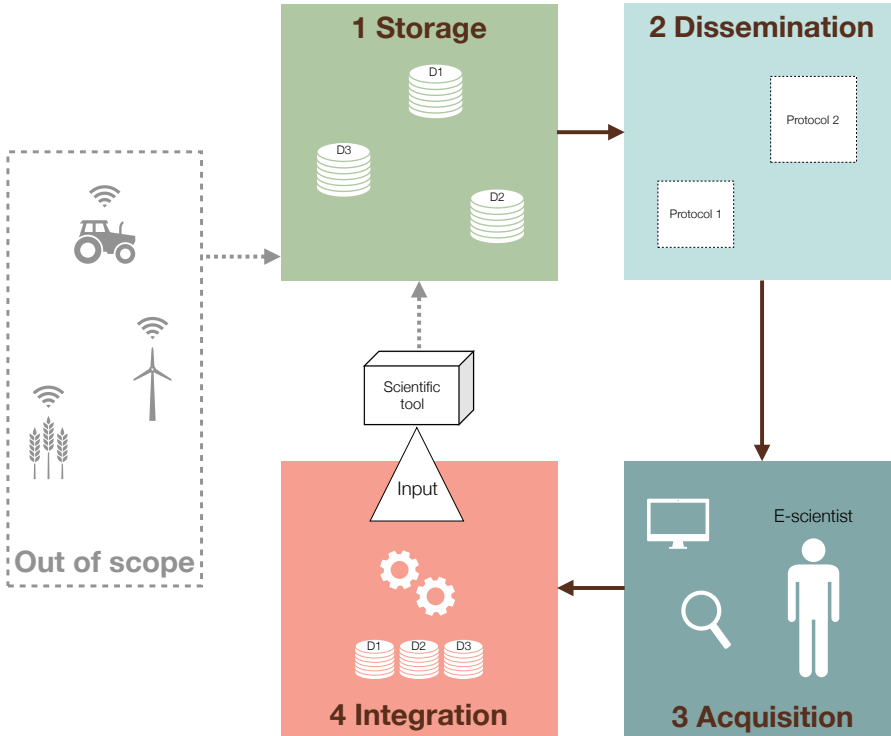 1 Storage
D1
D3
D2
2 Dissemination
Protocol 2
Protocol 1
Out of scope
Scientific
tool
Input
D1
D2
D3
4 Integration
E-scientist
3 Acquisition